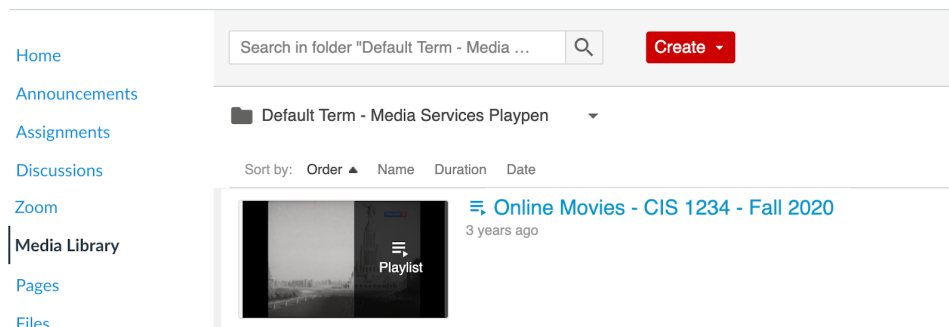 Home
Announcements
Assignments
Discussions
Zoom
Media Library
Pages
Files
Search in folder "Default Term - Media ...
Create
Default Term - Media Services Playpen
Sort by: Order Name Duration Date
Playlist
Online Movies - CIS 1234 - Fall 2020
3 years ago